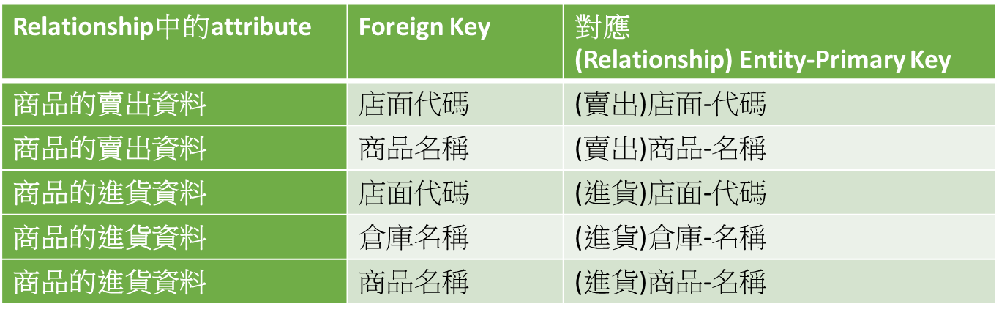 Relationship中的attribute
Foreign Key
對應
(Relationship) Entity-Primary Key
商品的賣出資料
店面代碼
(賣出)店面-代碼
商品的賣出資料
商品名稱
(賣出)商品-名稱
商品的進貨資料
店面代碼
(進貨)店面-代碼
商品的進貨資料
倉庫名稱
(進貨)倉庫-名稱
商品的進貨資料
商品名稱
(進貨)商品-名稱